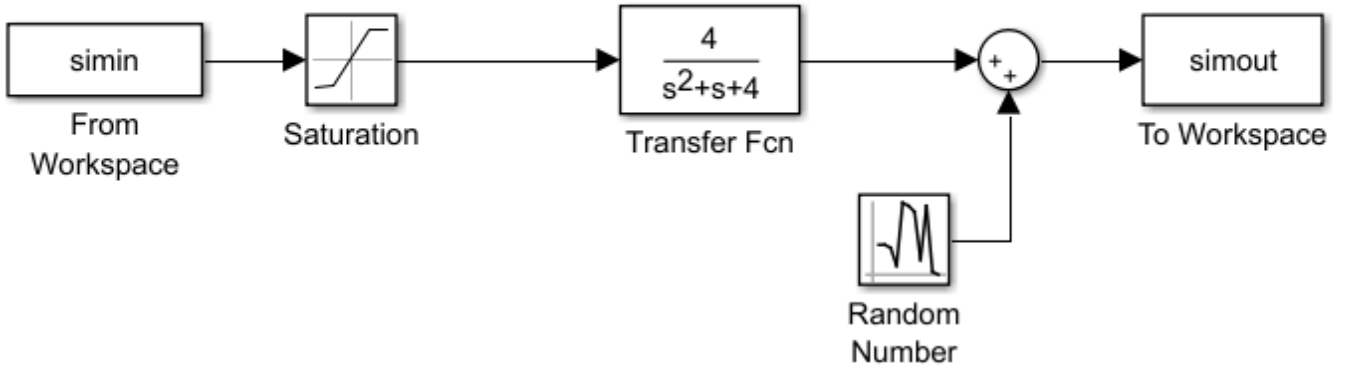 simin
From
Workspace
Saturation
4
s2+s+4
Transfer Fcn
+
+
simout
To Workspace
Random
Number